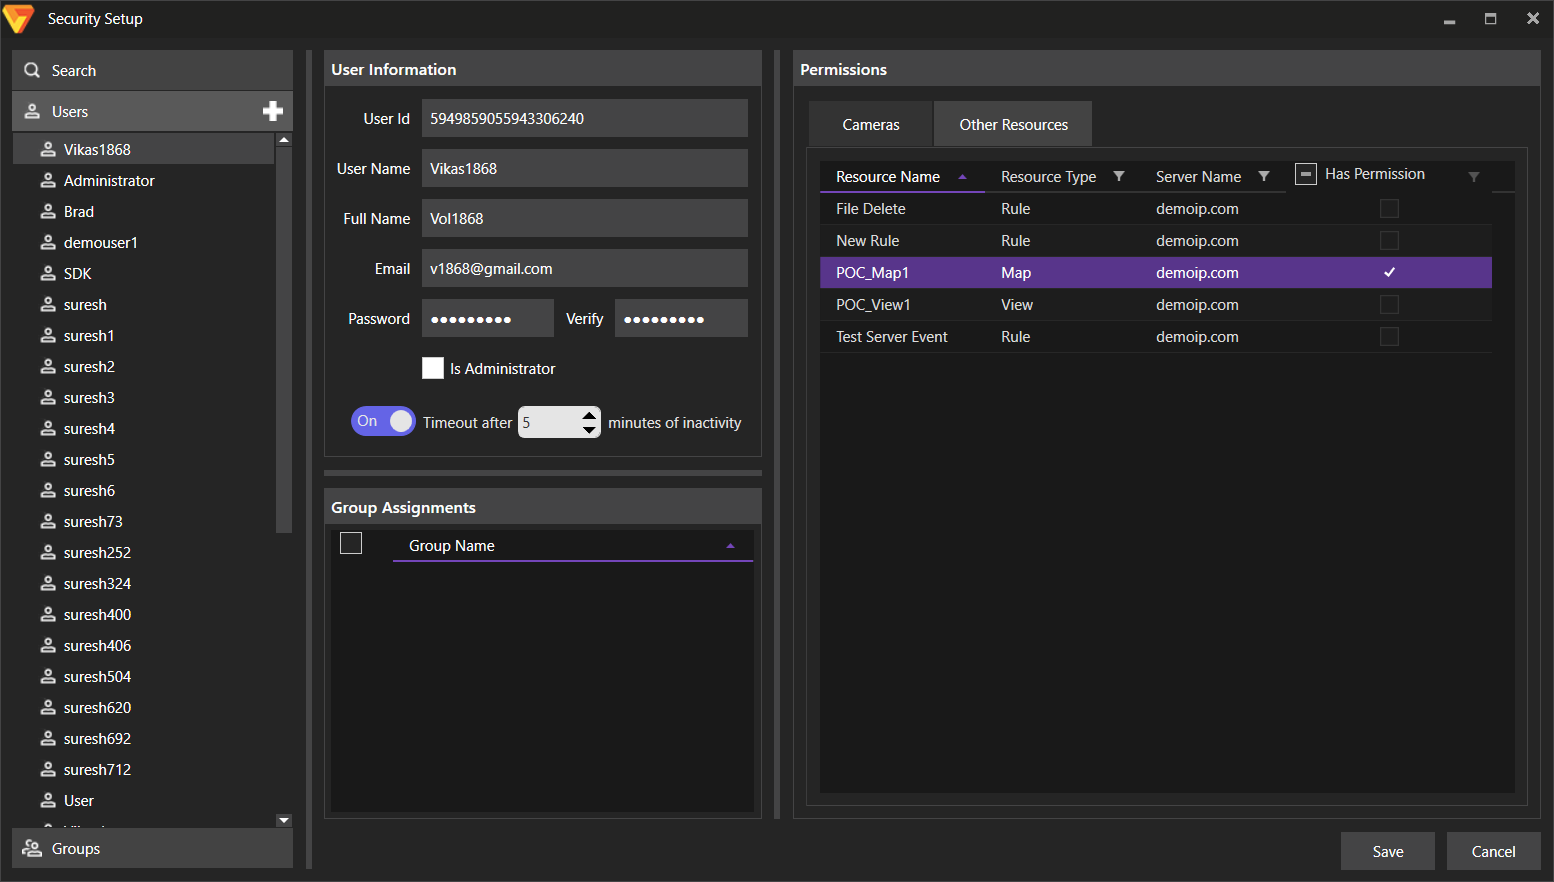 Security Setup
Search
Users
Vikas1868
Administrator
Brad
demouser1
SDK
suresh
suresh1
suresh2
suresh3
suresh4
suresh5
suresh6
suresh73
suresh252
suresh324
suresh400
suresh406
suresh504
suresh620
suresh692
suresh712
User
Groups
User Information
User Id 5949859055943306240
User Name Vikas1868
Full Name Vol1868
Email v1868@gmail.com
Password ●●●●●●●●● Verify ●●●●●●●●●
Is Administrator
On Timeout after 5 minutes of inactivity
Group Assignments
Group Name
Permissions
Cameras Other Resources
Resource Name Resource Type Server Name Has Permission
File Delete Rule demoip.com
New Rule Rule demoip.com
POC_Map1 Map demoip.com
POC_View1 View demoip.com
Test Server Event Rule demoip.com
Save Cancel